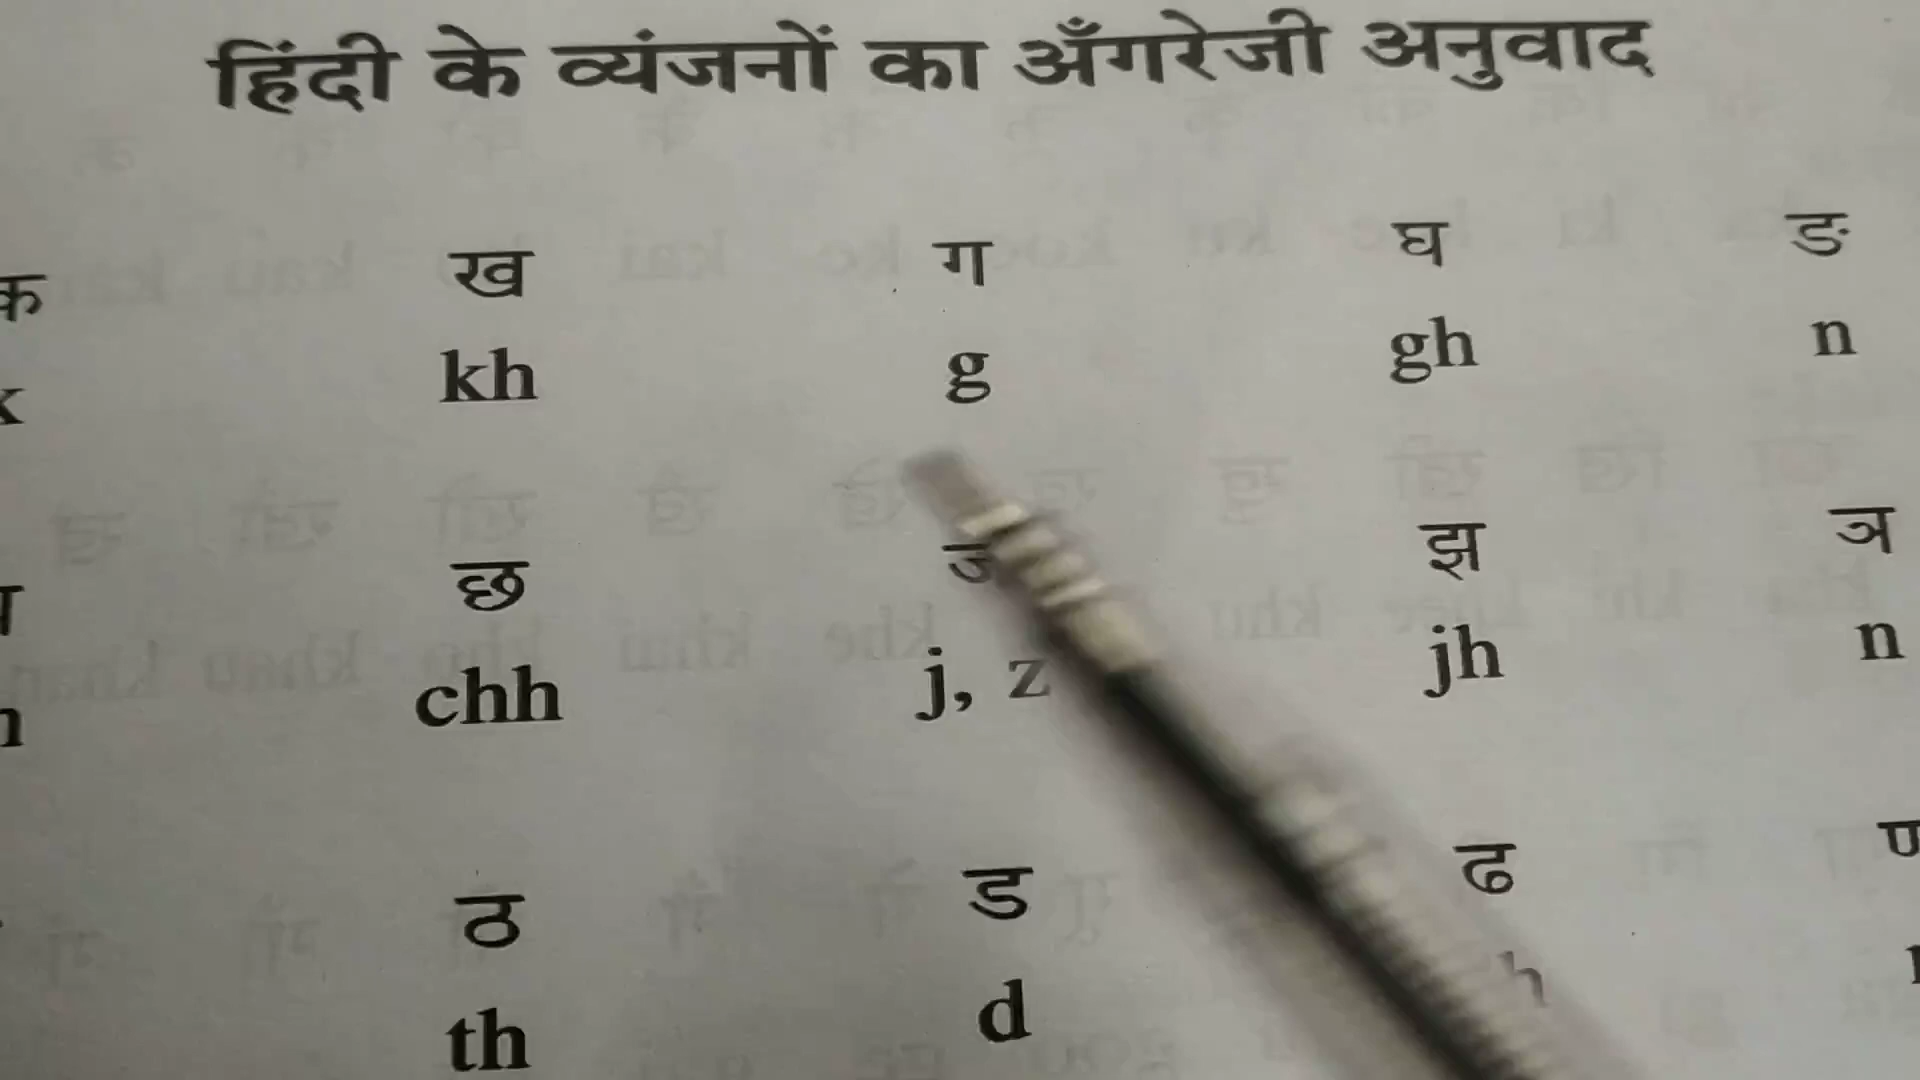 हिंदी के व्यंजनों का अँगरेजी अनुवाद
क ख ग घ ङ
k kh g gh n
छ ज झ ञ
chh j, z jh n
ठ ड ढ ण
th d